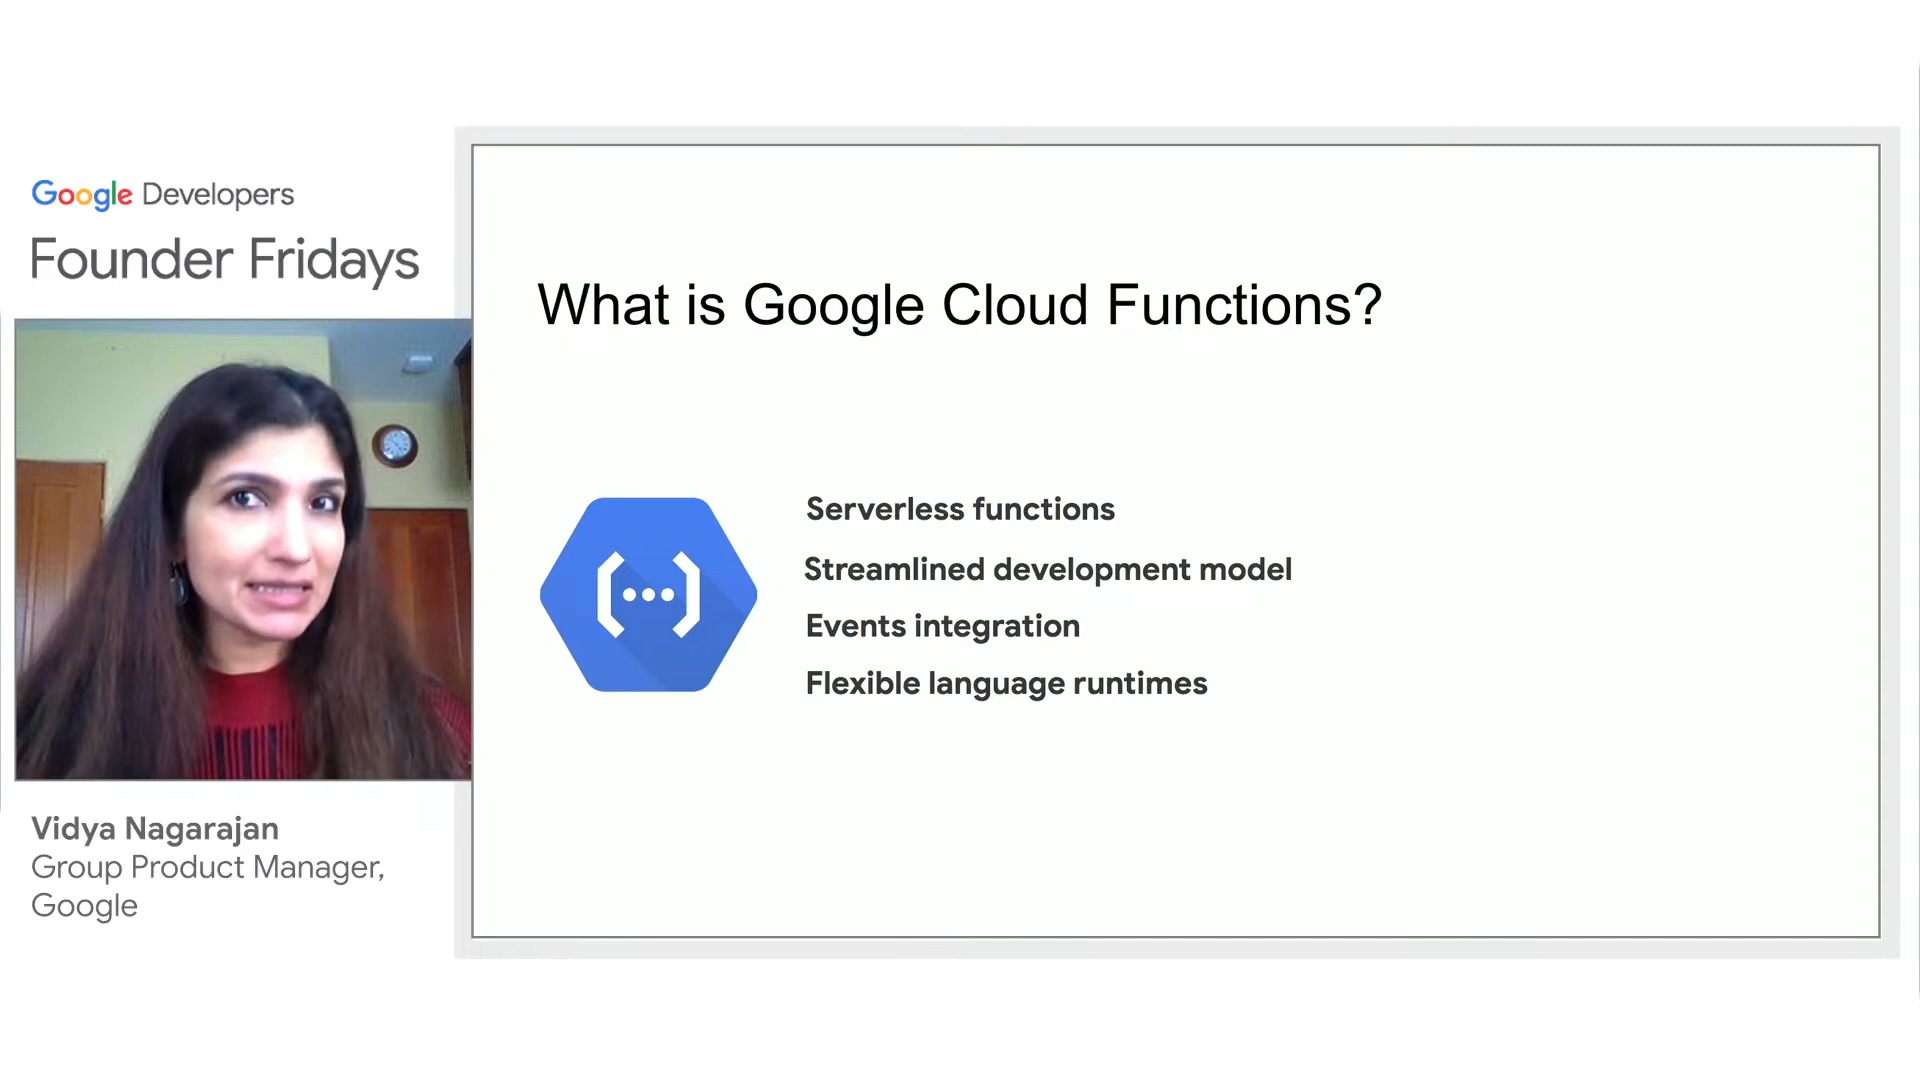 Google Developers
Founder Fridays
Vidya Nagarajan
Group Product Manager,
Google
What is Google Cloud Functions?
Serverless functions
Streamlined development model
Events integration
Flexible language runtimes